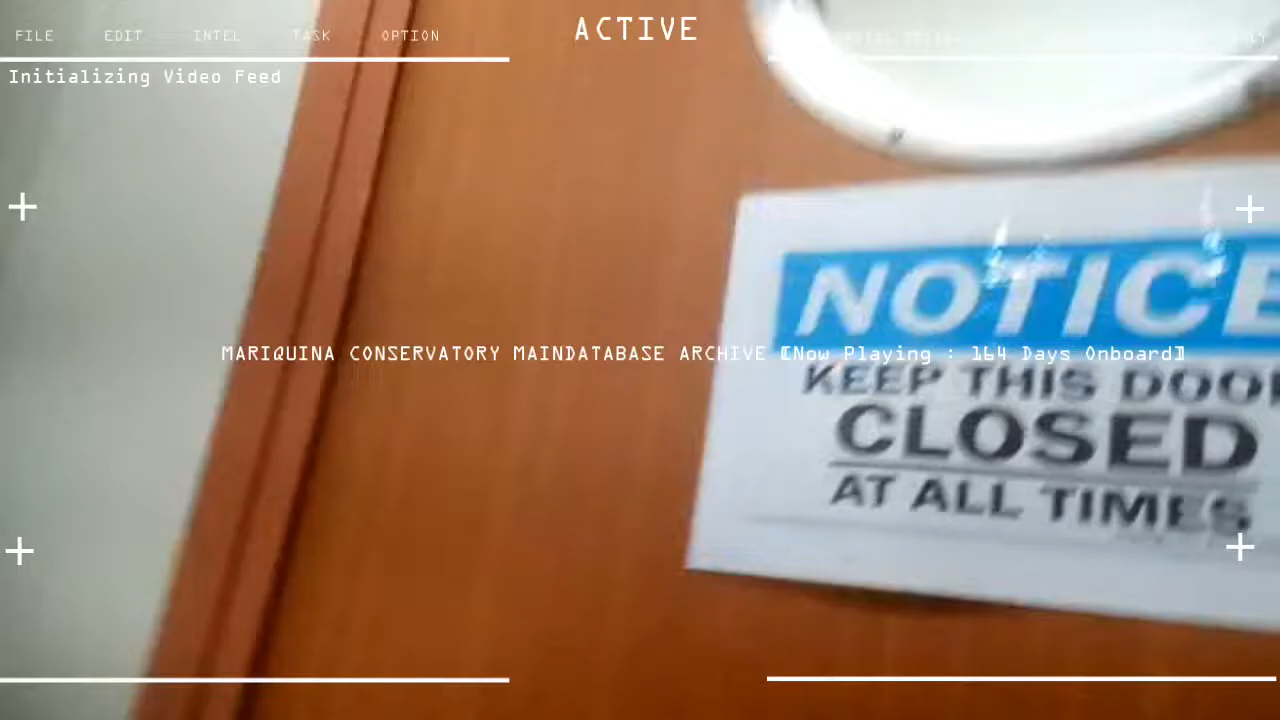 FILE EDIT INTEL TASK OPTION
ACTIVE
Initializing Video Feed
NOTICE
MARIQUINA CONSERVATORY MAINDATABASE ARCHIVE [Now Playing : 164 Days Onboard]
KEEP THIS DOOR
CLOSED
AT ALL TIMES